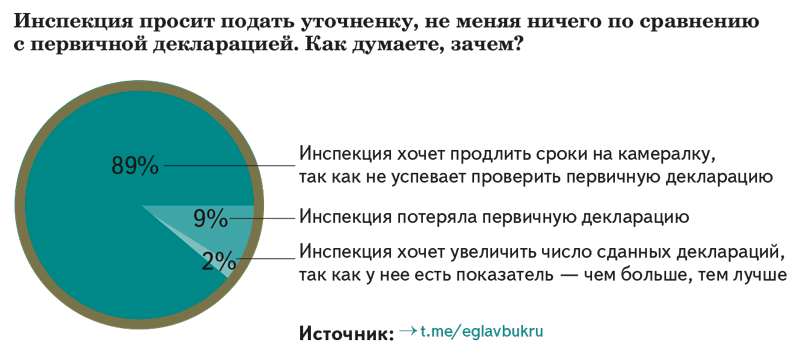 Инспекция просит подать уточненку, не меняя ничего по сравнению
с первичной декларацией. Как думаете, зачем?
89%
Инспекция хочет продлить сроки на камералку,
так как не успевает проверить первичную декларацию
9%
Инспекция потеряла первичную декларацию
2%
Инспекция хочет увеличить число сданных деклараций,
так как у нее есть показатель — чем больше, тем лучше
Источник: → t.me/eglavbukru